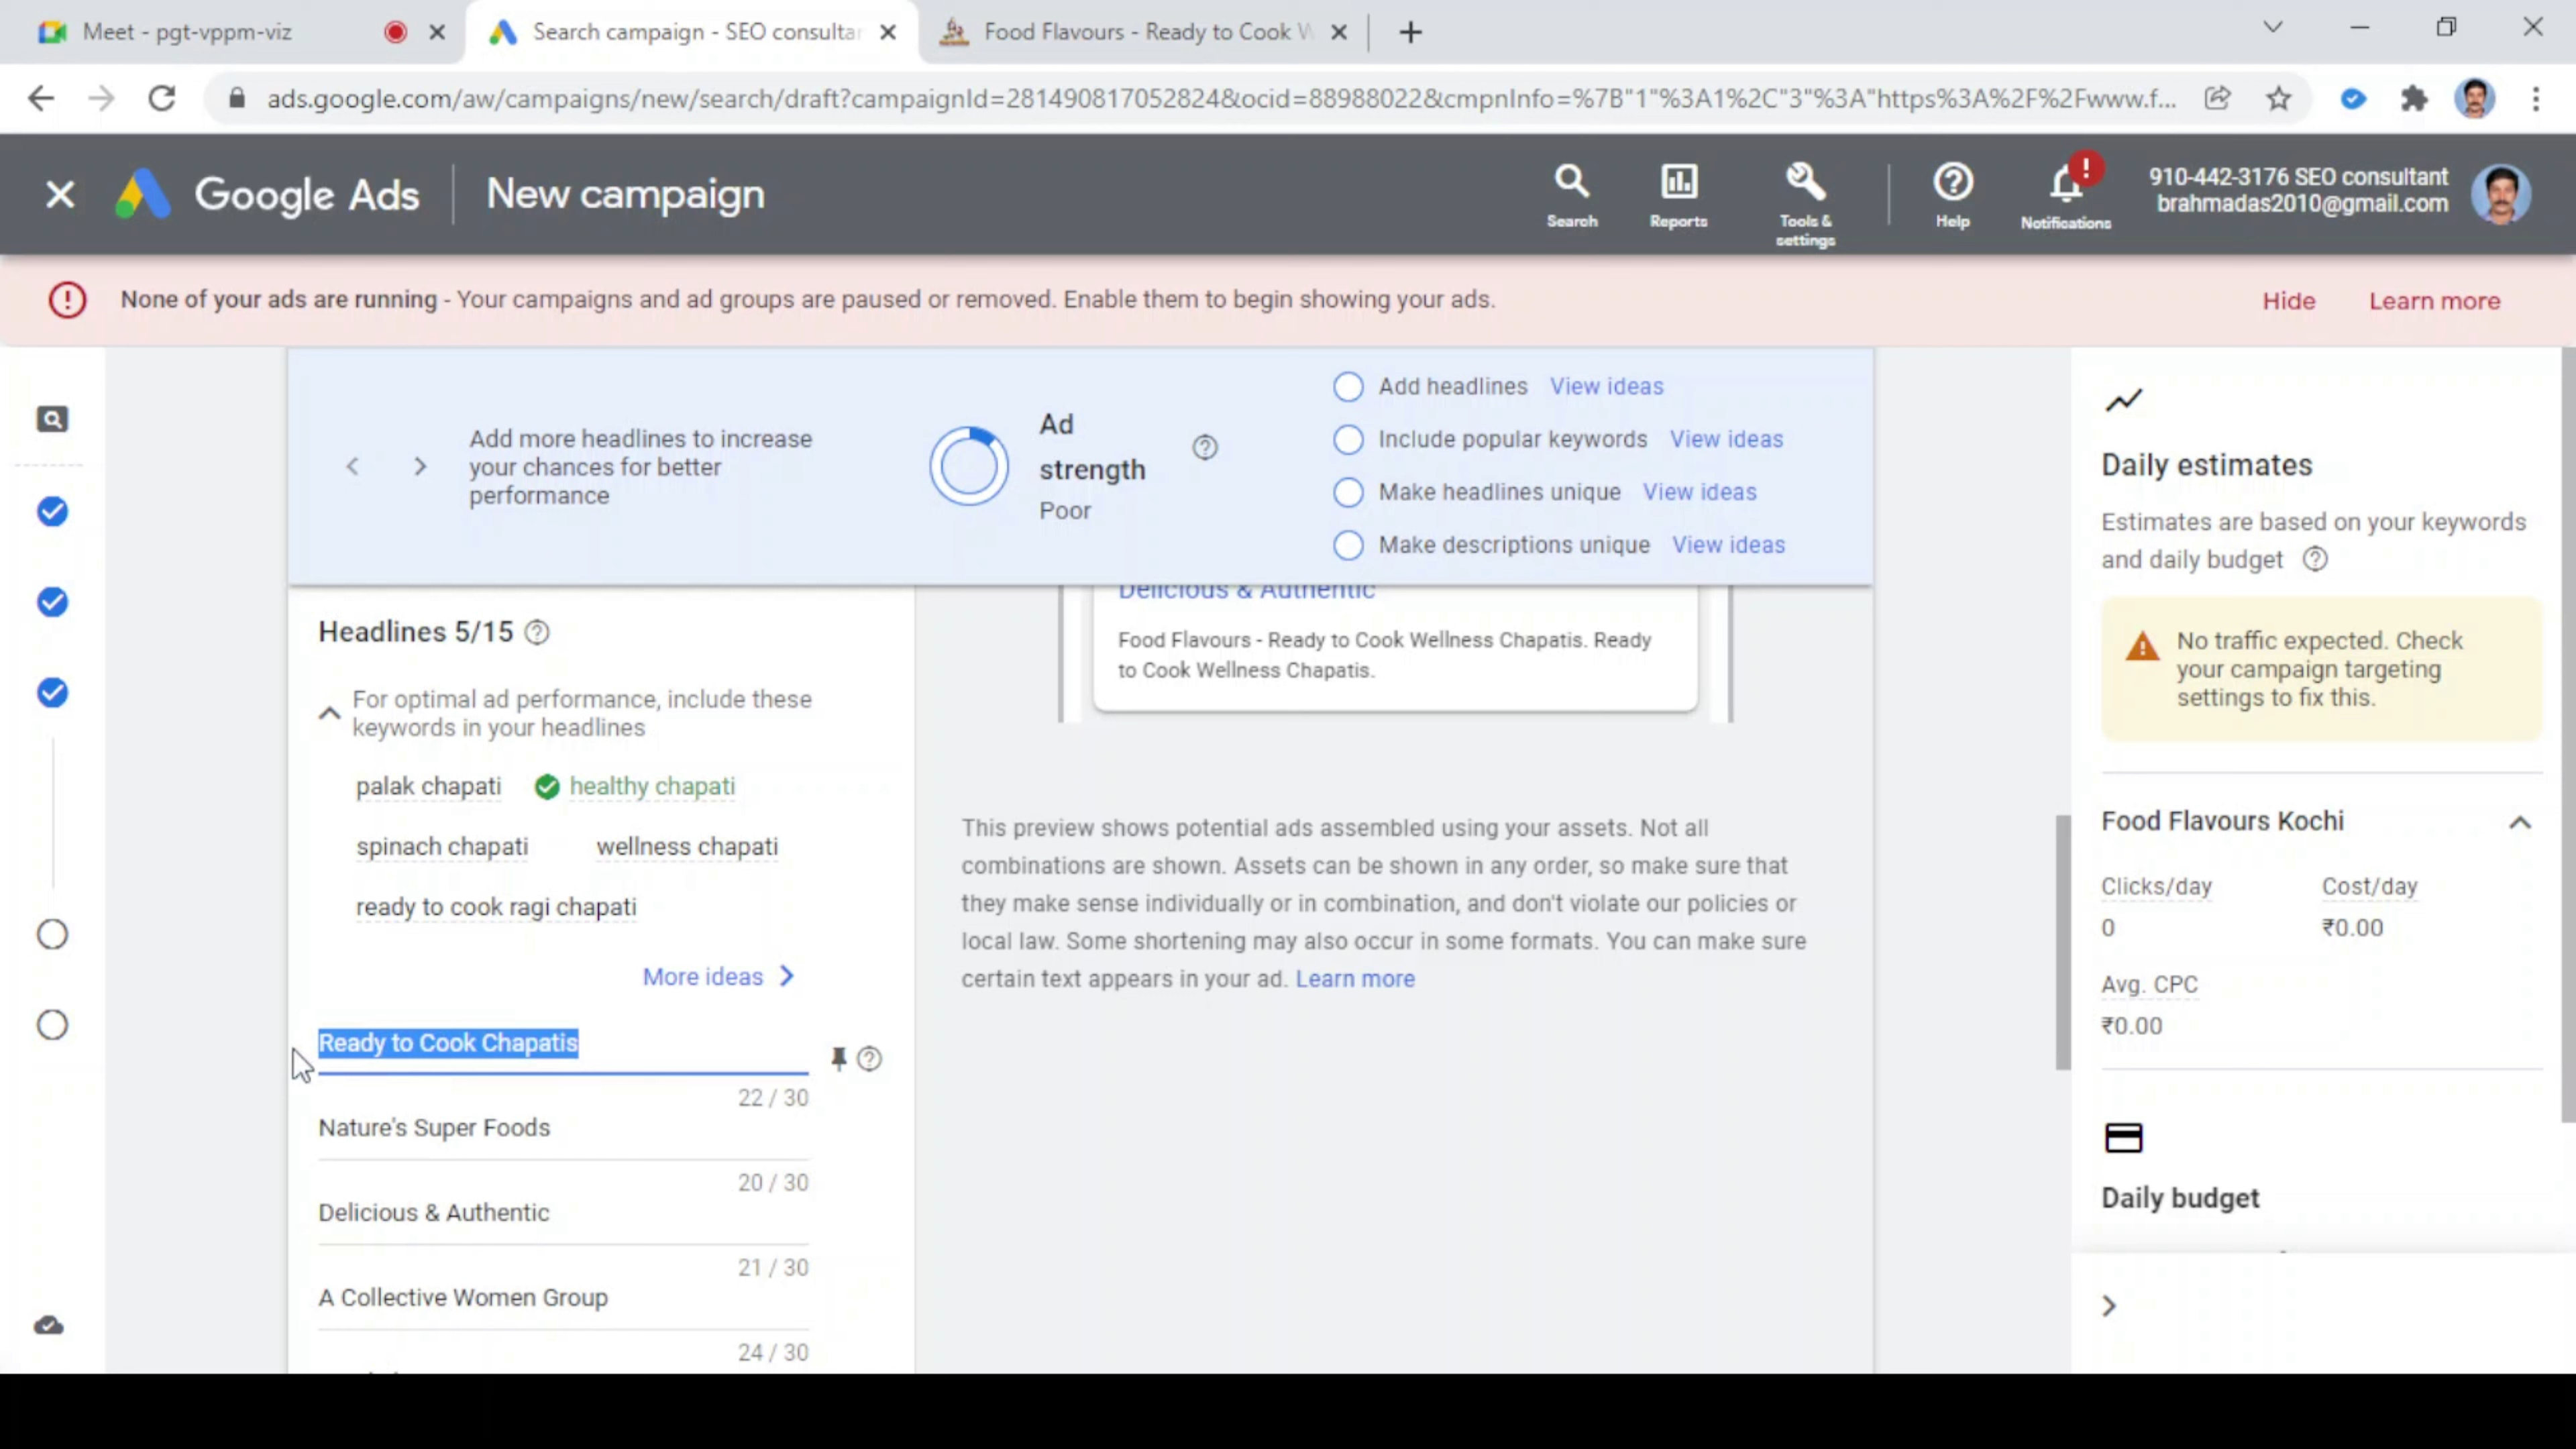 Meet - pgt-vppm-viz
Search campaign - SEO consultan
Food Flavours - Ready to Cook W
ads.google.com/aw/campaigns/new/search/draft?campaignId=281490817052824&ocid=88988022&cmpnInfo=%7B"1"%3A1%2C"3"%3A"https%3A%2F%2Fwww.f...
Google Ads
New campaign
Search
Reports
Tools &
settings
Help
Notifications
910-442-3176 SEO consultant
brahmadas2010@gmail.com
None of your ads are running - Your campaigns and ad groups are paused or removed. Enable them to begin showing your ads.
Hide
Learn more
Add more headlines to increase
your chances for better
performance
Ad
strength
Poor
Add headlines View ideas
Include popular keywords View ideas
Make headlines unique View ideas
Make descriptions unique View ideas
Headlines 5/15
For optimal ad performance, include these
keywords in your headlines
palak chapati healthy chapati
spinach chapati wellness chapati
ready to cook ragi chapati
More ideas
Ready to Cook Chapatis
22 / 30
Nature's Super Foods
20 / 30
Delicious & Authentic
21 / 30
A Collective Women Group
24 / 30
Delicious & Authentic
Food Flavours - Ready to Cook Wellness Chapatis. Ready
to Cook Wellness Chapatis.
This preview shows potential ads assembled using your assets. Not all
combinations are shown. Assets can be shown in any order, so make sure that
they make sense individually or in combination, and don't violate our policies or
local law. Some shortening may also occur in some formats. You can make sure
certain text appears in your ad. Learn more
Daily estimates
Estimates are based on your keywords
and daily budget
No traffic expected. Check
your campaign targeting
settings to fix this.
Food Flavours Kochi
Clicks/day Cost/day
0 ₹0.00
Avg. CPC
₹0.00
Daily budget